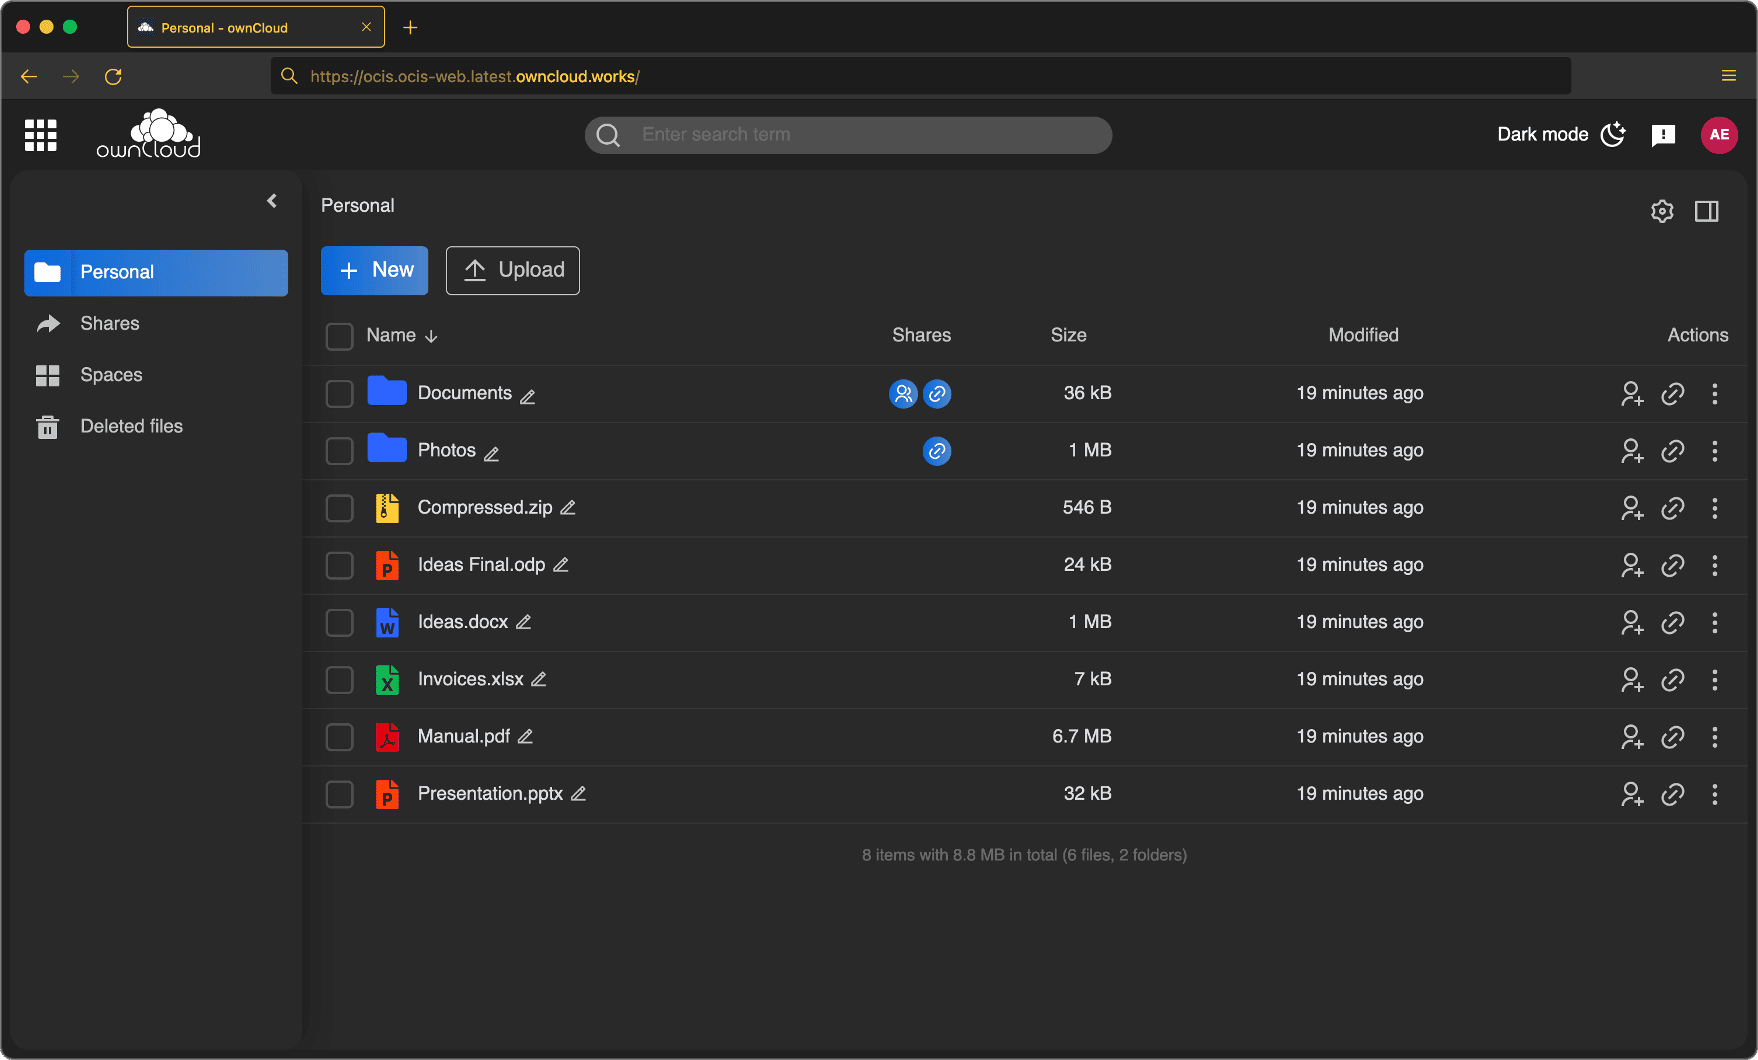 Personal - ownCloud
https://ocis.ocis-web.latest.owncloud.works/
ownCloud
Enter search term
Dark mode
AE
Personal
Personal
New
Upload
Shares
Spaces
Deleted files
Name Shares Size Modified Actions
Documents 36 kB 19 minutes ago
Photos 1 MB 19 minutes ago
Compressed.zip 546 B 19 minutes ago
P Ideas Final.odp 24 kB 19 minutes ago
W Ideas.docx 1 MB 19 minutes ago
X Invoices.xlsx 7 kB 19 minutes ago
Manual.pdf 6.7 MB 19 minutes ago
P Presentation.pptx 32 kB 19 minutes ago
8 items with 8.8 MB in total (6 files, 2 folders)